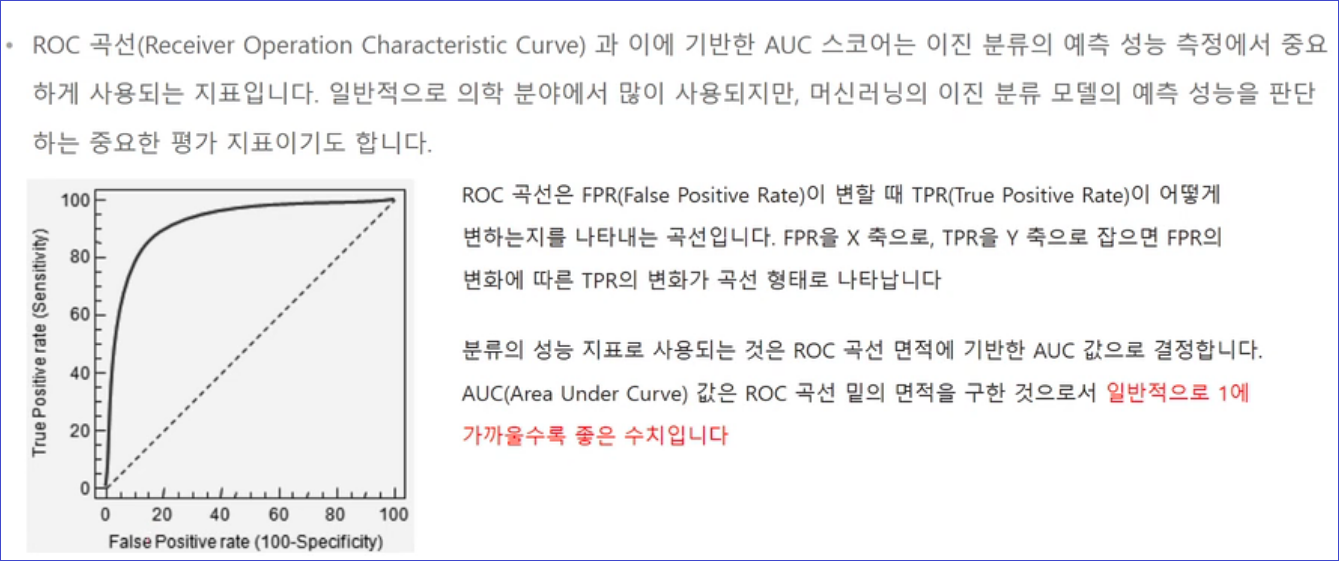 • ROC 곡선(Receiver Operation Characteristic Curve) 과 이에 기반한 AUC 스코어는 이진 분류의 예측 성능 측정에서 중요
하게 사용되는 지표입니다. 일반적으로 의학 분야에서 많이 사용되지만, 머신러닝의 이진 분류 모델의 예측 성능을 판단
하는 중요한 평가 지표이기도 합니다.
True Positive rate (Sensitivity)
100
80
60
40
20
0
0 20 40 60 80 100
False Positive rate (100-Specificity)
ROC 곡선은 FPR(False Positive Rate)이 변할 때 TPR(True Positive Rate)이 어떻게
변하는지를 나타내는 곡선입니다. FPR을 X 축으로, TPR을 Y 축으로 잡으면 FPR의
변화에 따른 TPR의 변화가 곡선 형태로 나타납니다
분류의 성능 지표로 사용되는 것은 ROC 곡선 면적에 기반한 AUC 값으로 결정합니다.
AUC(Area Under Curve) 값은 ROC 곡선 밑의 면적을 구한 것으로서 일반적으로 1에
가까울수록 좋은 수치입니다